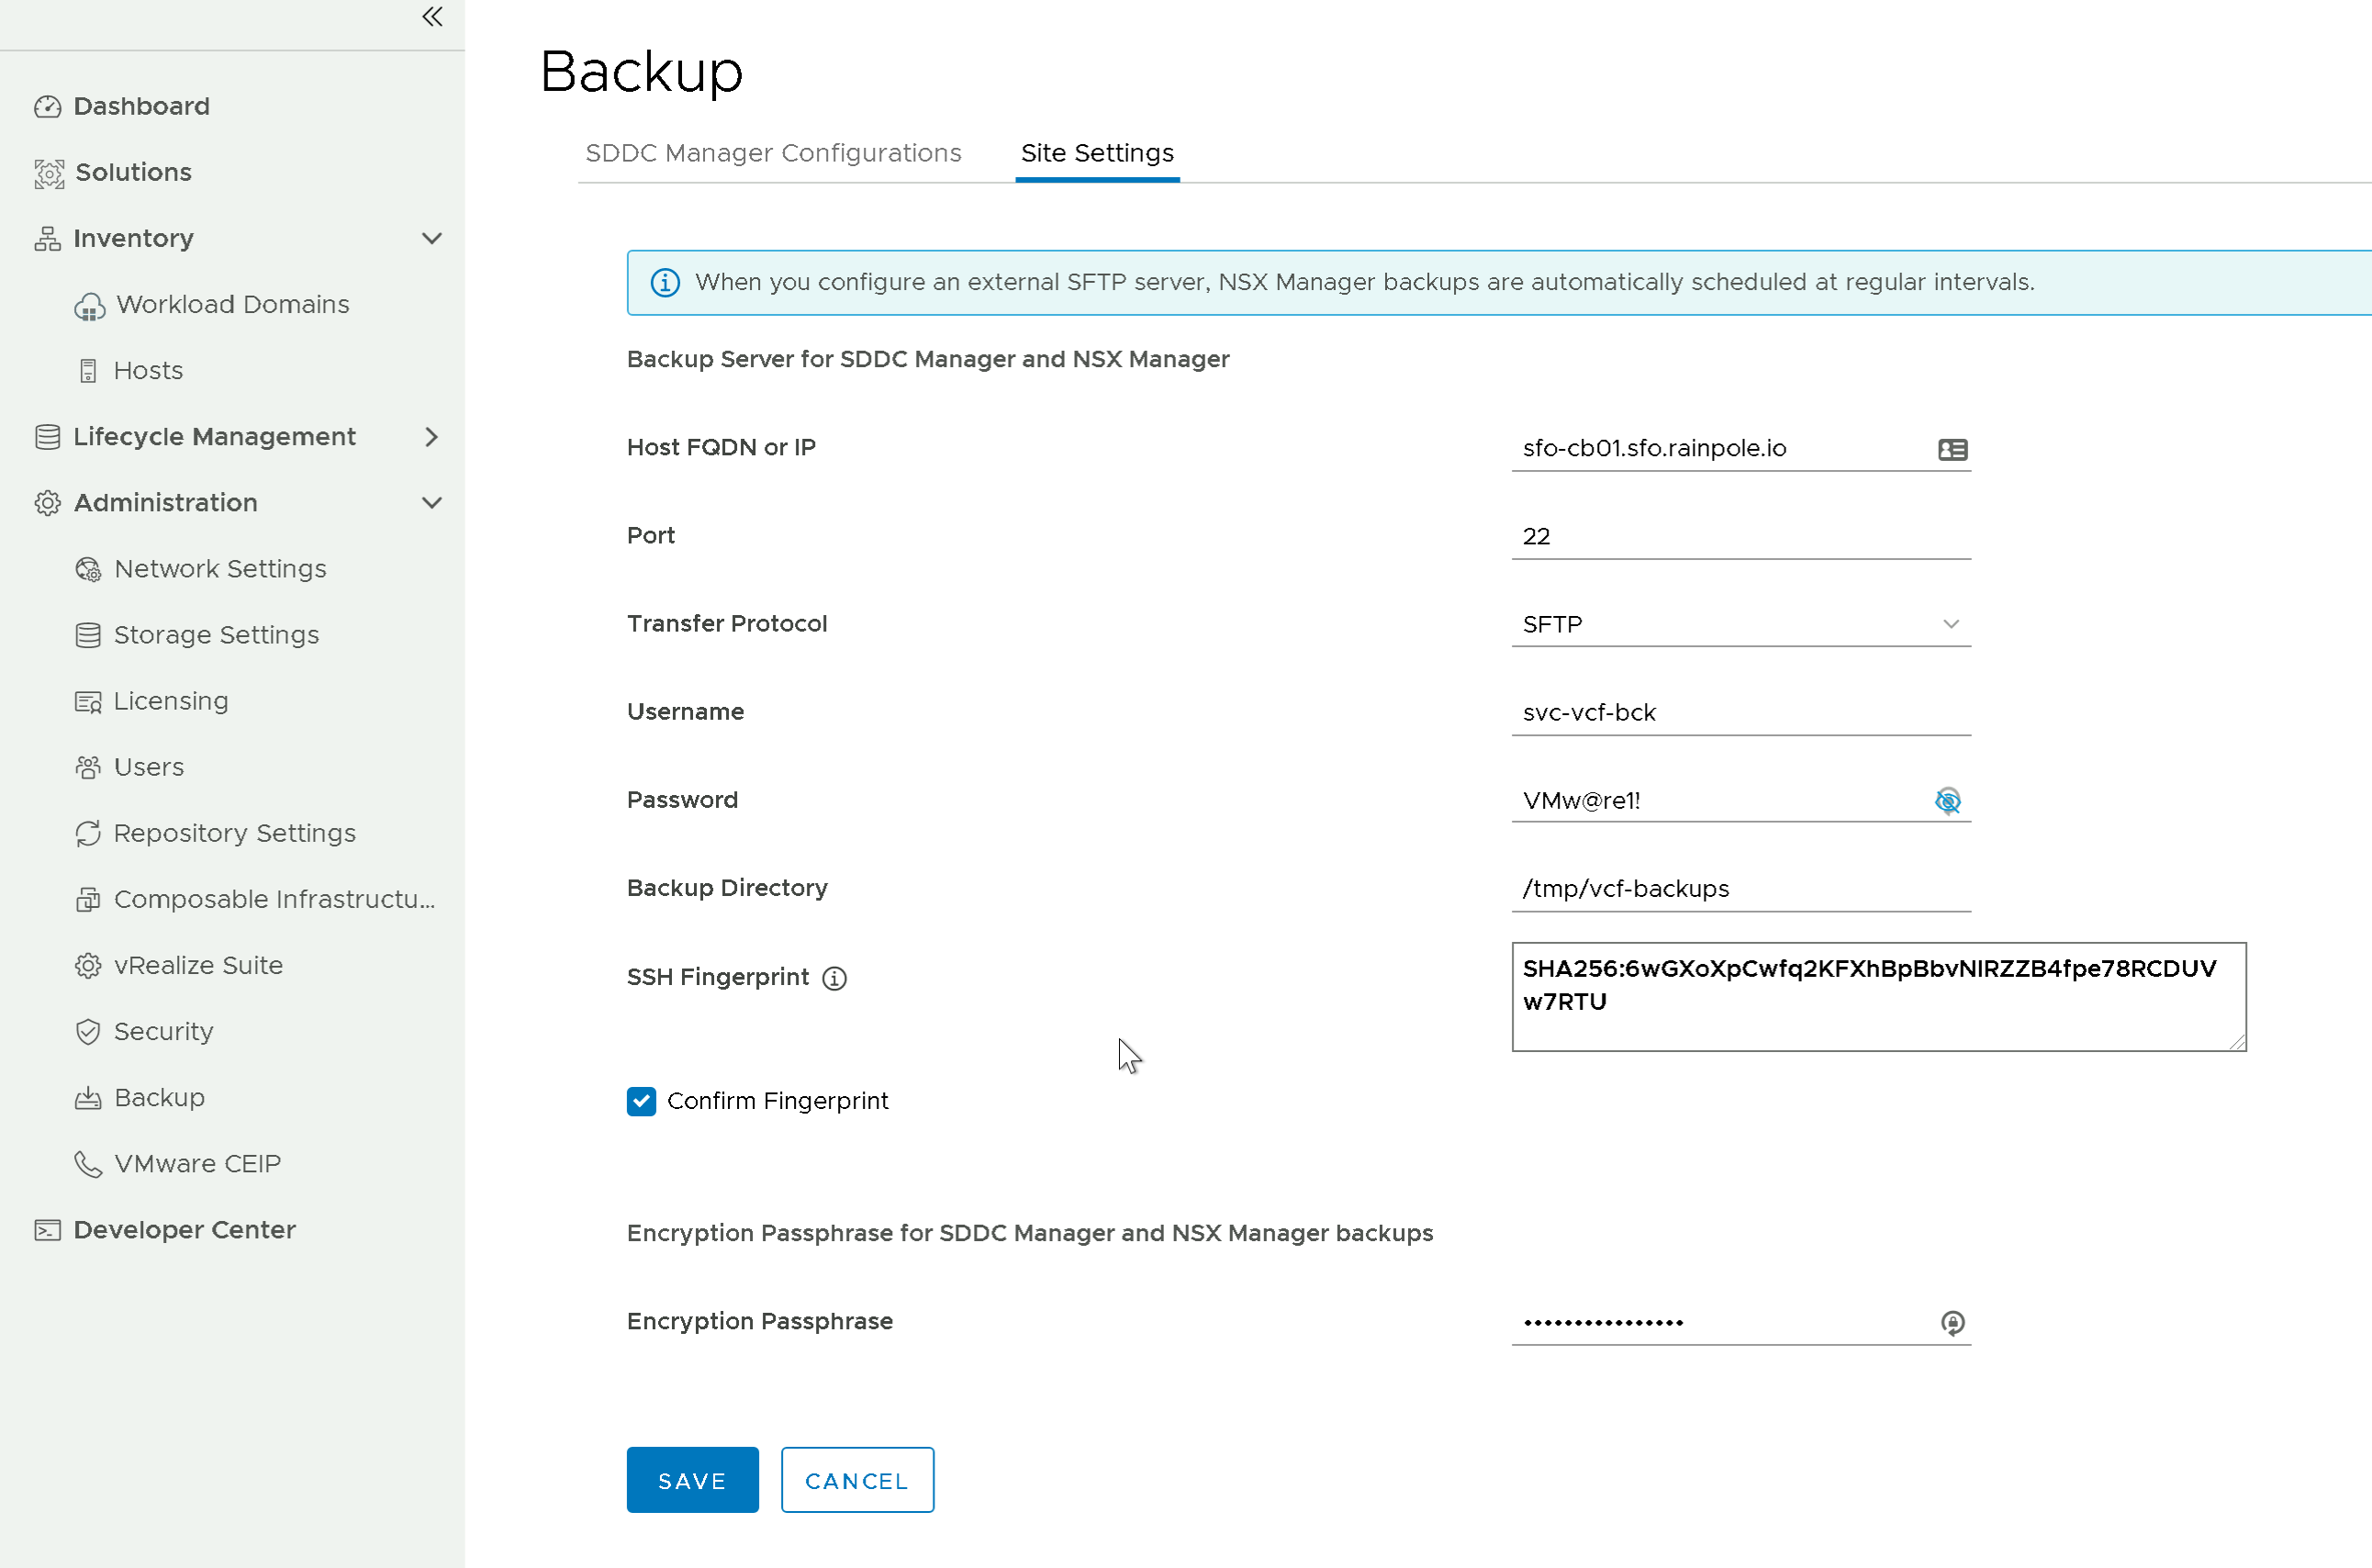 Dashboard
Solutions
Inventory
Workload Domains
Hosts
Lifecycle Management
Administration
Network Settings
Storage Settings
Licensing
Users
Repository Settings
Composable Infrastructu...
vRealize Suite
Security
Backup
VMware CEIP
Developer Center
Backup
SDDC Manager Configurations Site Settings
When you configure an external SFTP server, NSX Manager backups are automatically scheduled at regular intervals.
Backup Server for SDDC Manager and NSX Manager
Host FQDN or IP sfo-cb01.sfo.rainpole.io
Port 22
Transfer Protocol SFTP
Username svc-vcf-bck
Password VMw@re1!
Backup Directory /tmp/vcf-backups
SSH Fingerprint SHA256:6wGXoXpCwfq2KFXhBpBbvNIRZZB4fpe78RCDUV
w7RTU
Confirm Fingerprint
Encryption Passphrase for SDDC Manager and NSX Manager backups
Encryption Passphrase ••••••••••••••••
SAVE CANCEL